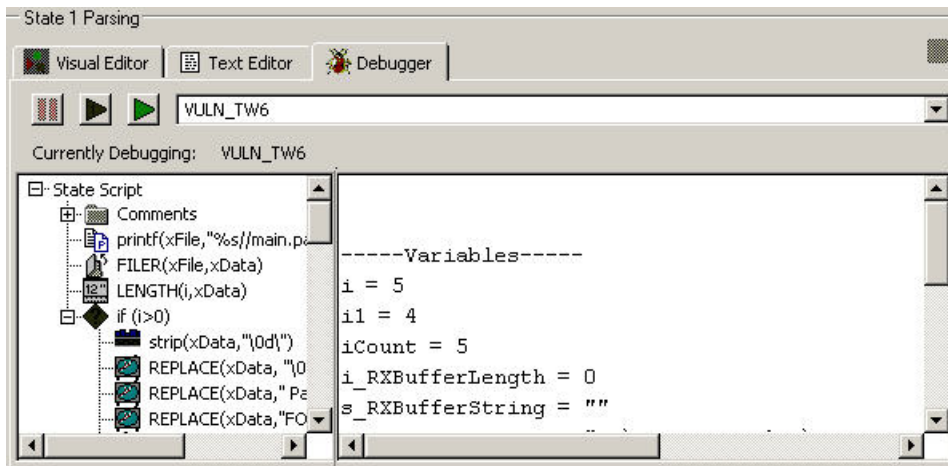 State 1 Parsing
Visual Editor
Text Editor
Debugger
VULN_TW6
Currently Debugging: VULN_TW6
State Script
Comments
printf(xFile,"%s//main.pa
FILER(xFile,xData)
12" LENGTH(i,xData)
if (i>0)
strip(xData,"\0d\")
REPLACE(xData, "\0
REPLACE(xData," Pa
REPLACE(xData,"FO
-----Variables-----
i = 5
i1 = 4
iCount = 5
i_RXBufferLength = 0
s_RXBufferString = ""